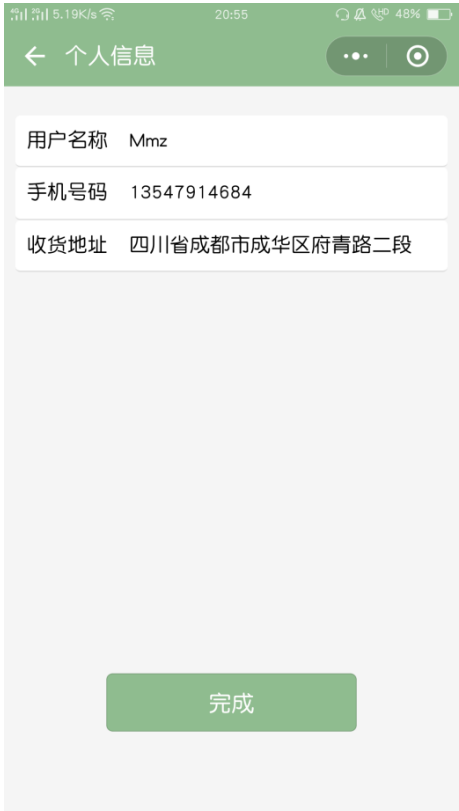 5.19K/s 20:55 48%
个人信息
用户名称 Mmz
手机号码 13547914684
收货地址 四川省成都市成华区府青路二段
完成